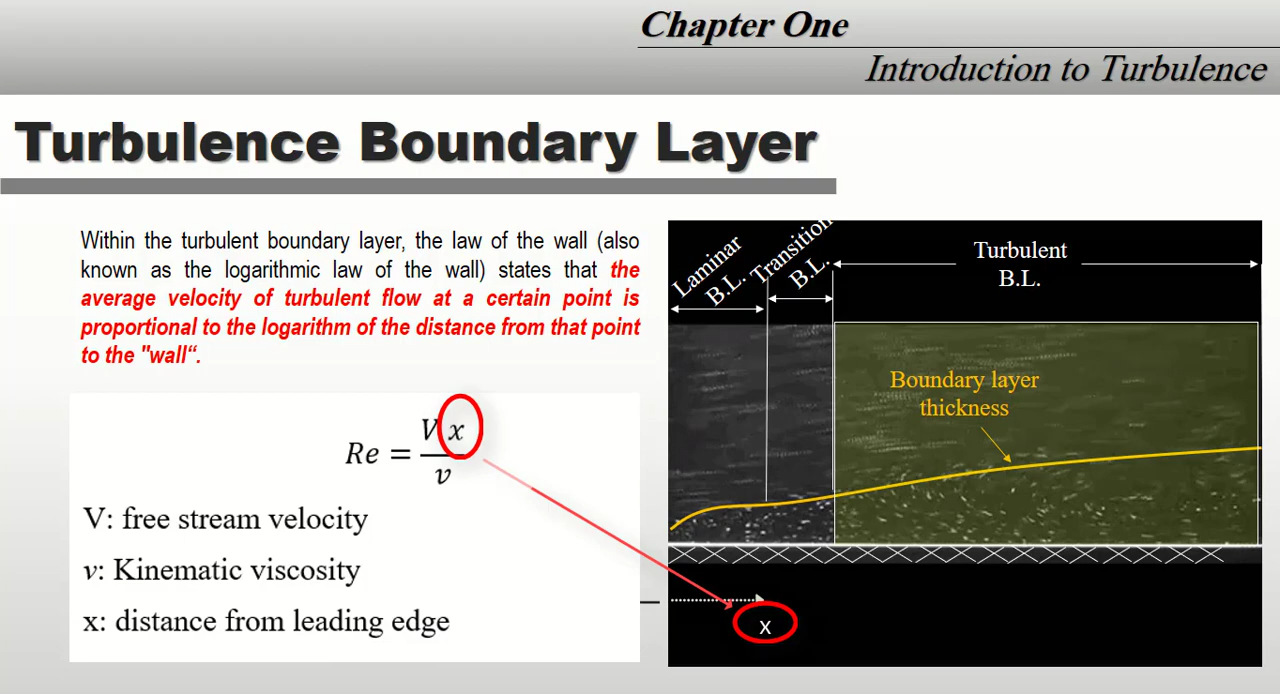 Chapter One
Introduction to Turbulence
Turbulence Boundary Layer
Within the turbulent boundary layer, the law of the wall (also
known as the logarithmic law of the wall) states that the
average velocity of turbulent flow at a certain point is
proportional to the logarithm of the distance from that point
to the "wall“.
Re = V x / ν
V: free stream velocity
ν: Kinematic viscosity
x: distance from leading edge
Laminar
B.L.
Transition
B.L.
Turbulent
B.L.
Boundary layer
thickness
x